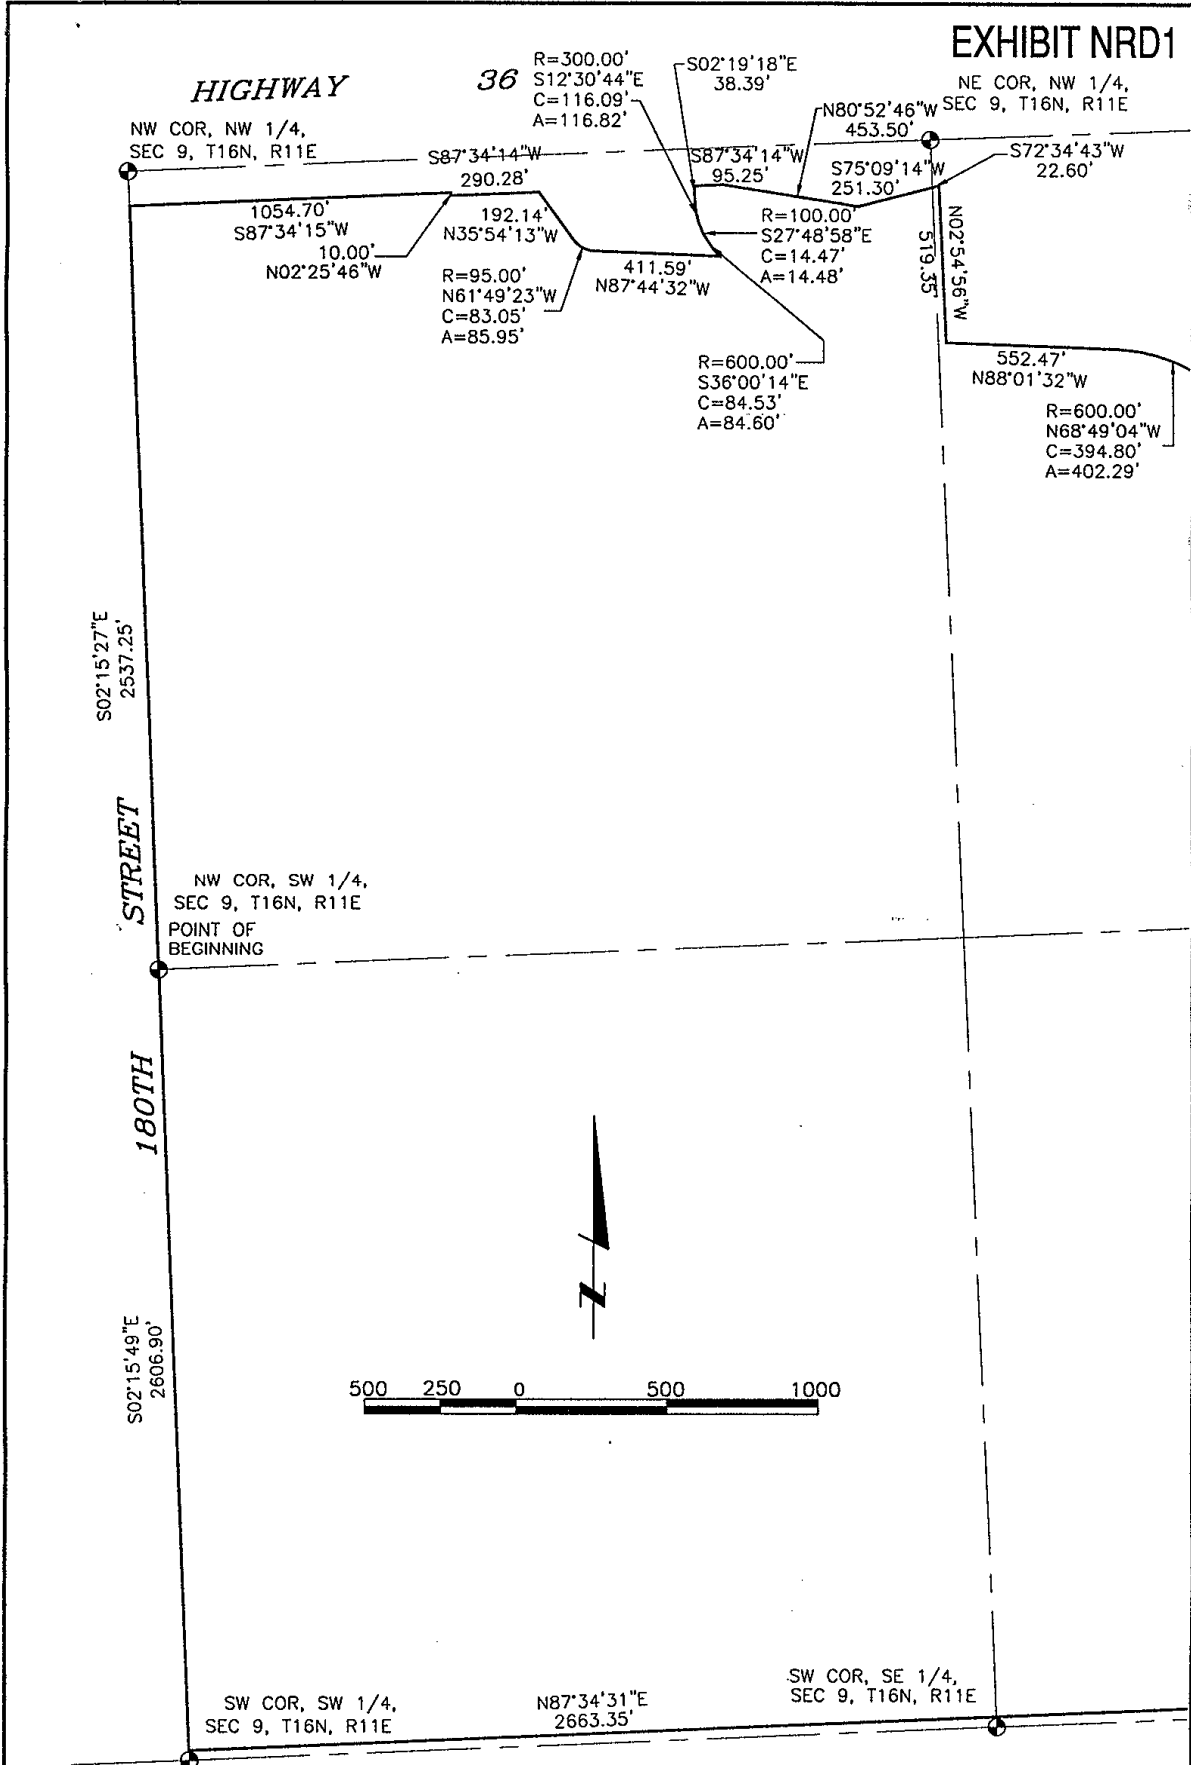 EXHIBIT NRD1
HIGHWAY 36
R=300.00'
S12°30'44"E
C=116.09'
A=116.82'
S02°19'18"E
38.39'
NE COR, NW 1/4,
SEC 9, T16N, R11E
N80°52'46"W
453.50'
NW COR, NW 1/4,
SEC 9, T16N, R11E
S87°34'14"W
290.28'
S87°34'14"W
95.25'
S75°09'14"W
251.30'
S72°34'43"W
22.60'
1054.70'
S87°34'15"W
10.00'
N02°25'46"W
192.14'
N35°54'13"W
R=95.00'
N61°49'23"W
C=83.05'
A=85.95'
411.59'
N87°44'32"W
R=100.00'
S27°48'58"E
C=14.47'
A=14.48'
N02°54'56"W
519.35'
R=600.00'
S36°00'14"E
C=84.53'
A=84.60'
552.47'
N88°01'32"W
R=600.00'
N68°49'04"W
C=394.80'
A=402.29'
S02°15'27"E
2537.25'
180TH STREET
NW COR, SW 1/4,
SEC 9, T16N, R11E
POINT OF
BEGINNING
N
S02°15'49"E
2606.90'
500 250 0 500 1000
SW COR, SW 1/4,
SEC 9, T16N, R11E
N87°34'31"E
2663.35'
SW COR, SE 1/4,
SEC 9, T16N, R11E